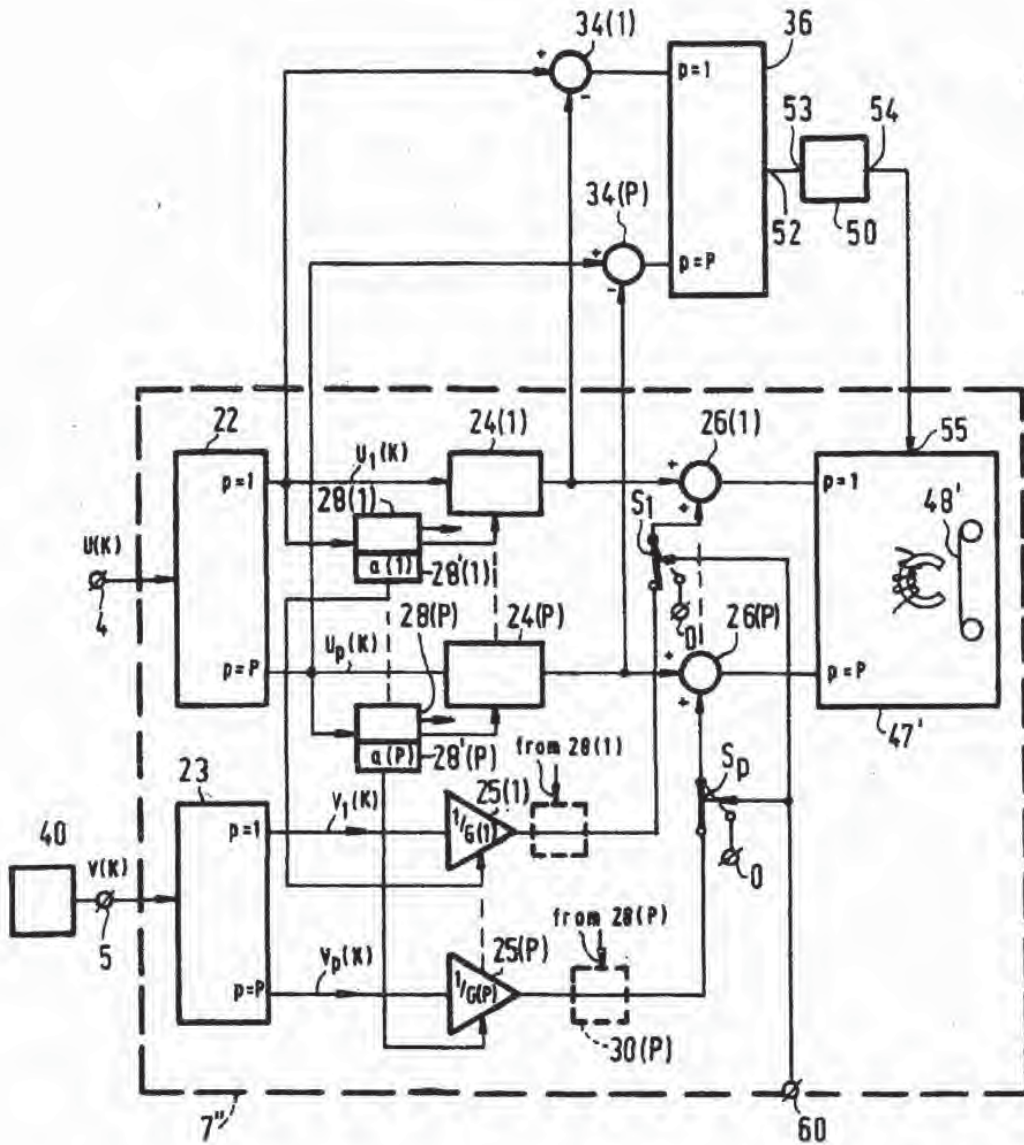 34(1)
36
+
-
p=1
53
54
34(P)
+
-
p=P
52
50
22
24(1)
26(1)
55
p=1
U1(K)
28(1)
+
+
p=1
48'
S1
U(K)
a(1)
28'(1)
4
28(P)
24(P)
0
26(P)
p=P
Up(K)
+
+
p=P
a(P)
28'(P)
47'
from 28(1)
23
V1(K)
25(1)
Sp
p=1
1/G(1)
40
V(K)
0
5
from 28(P)
Vp(K)
25(P)
p=P
1/G(P)
30(P)
7"
60